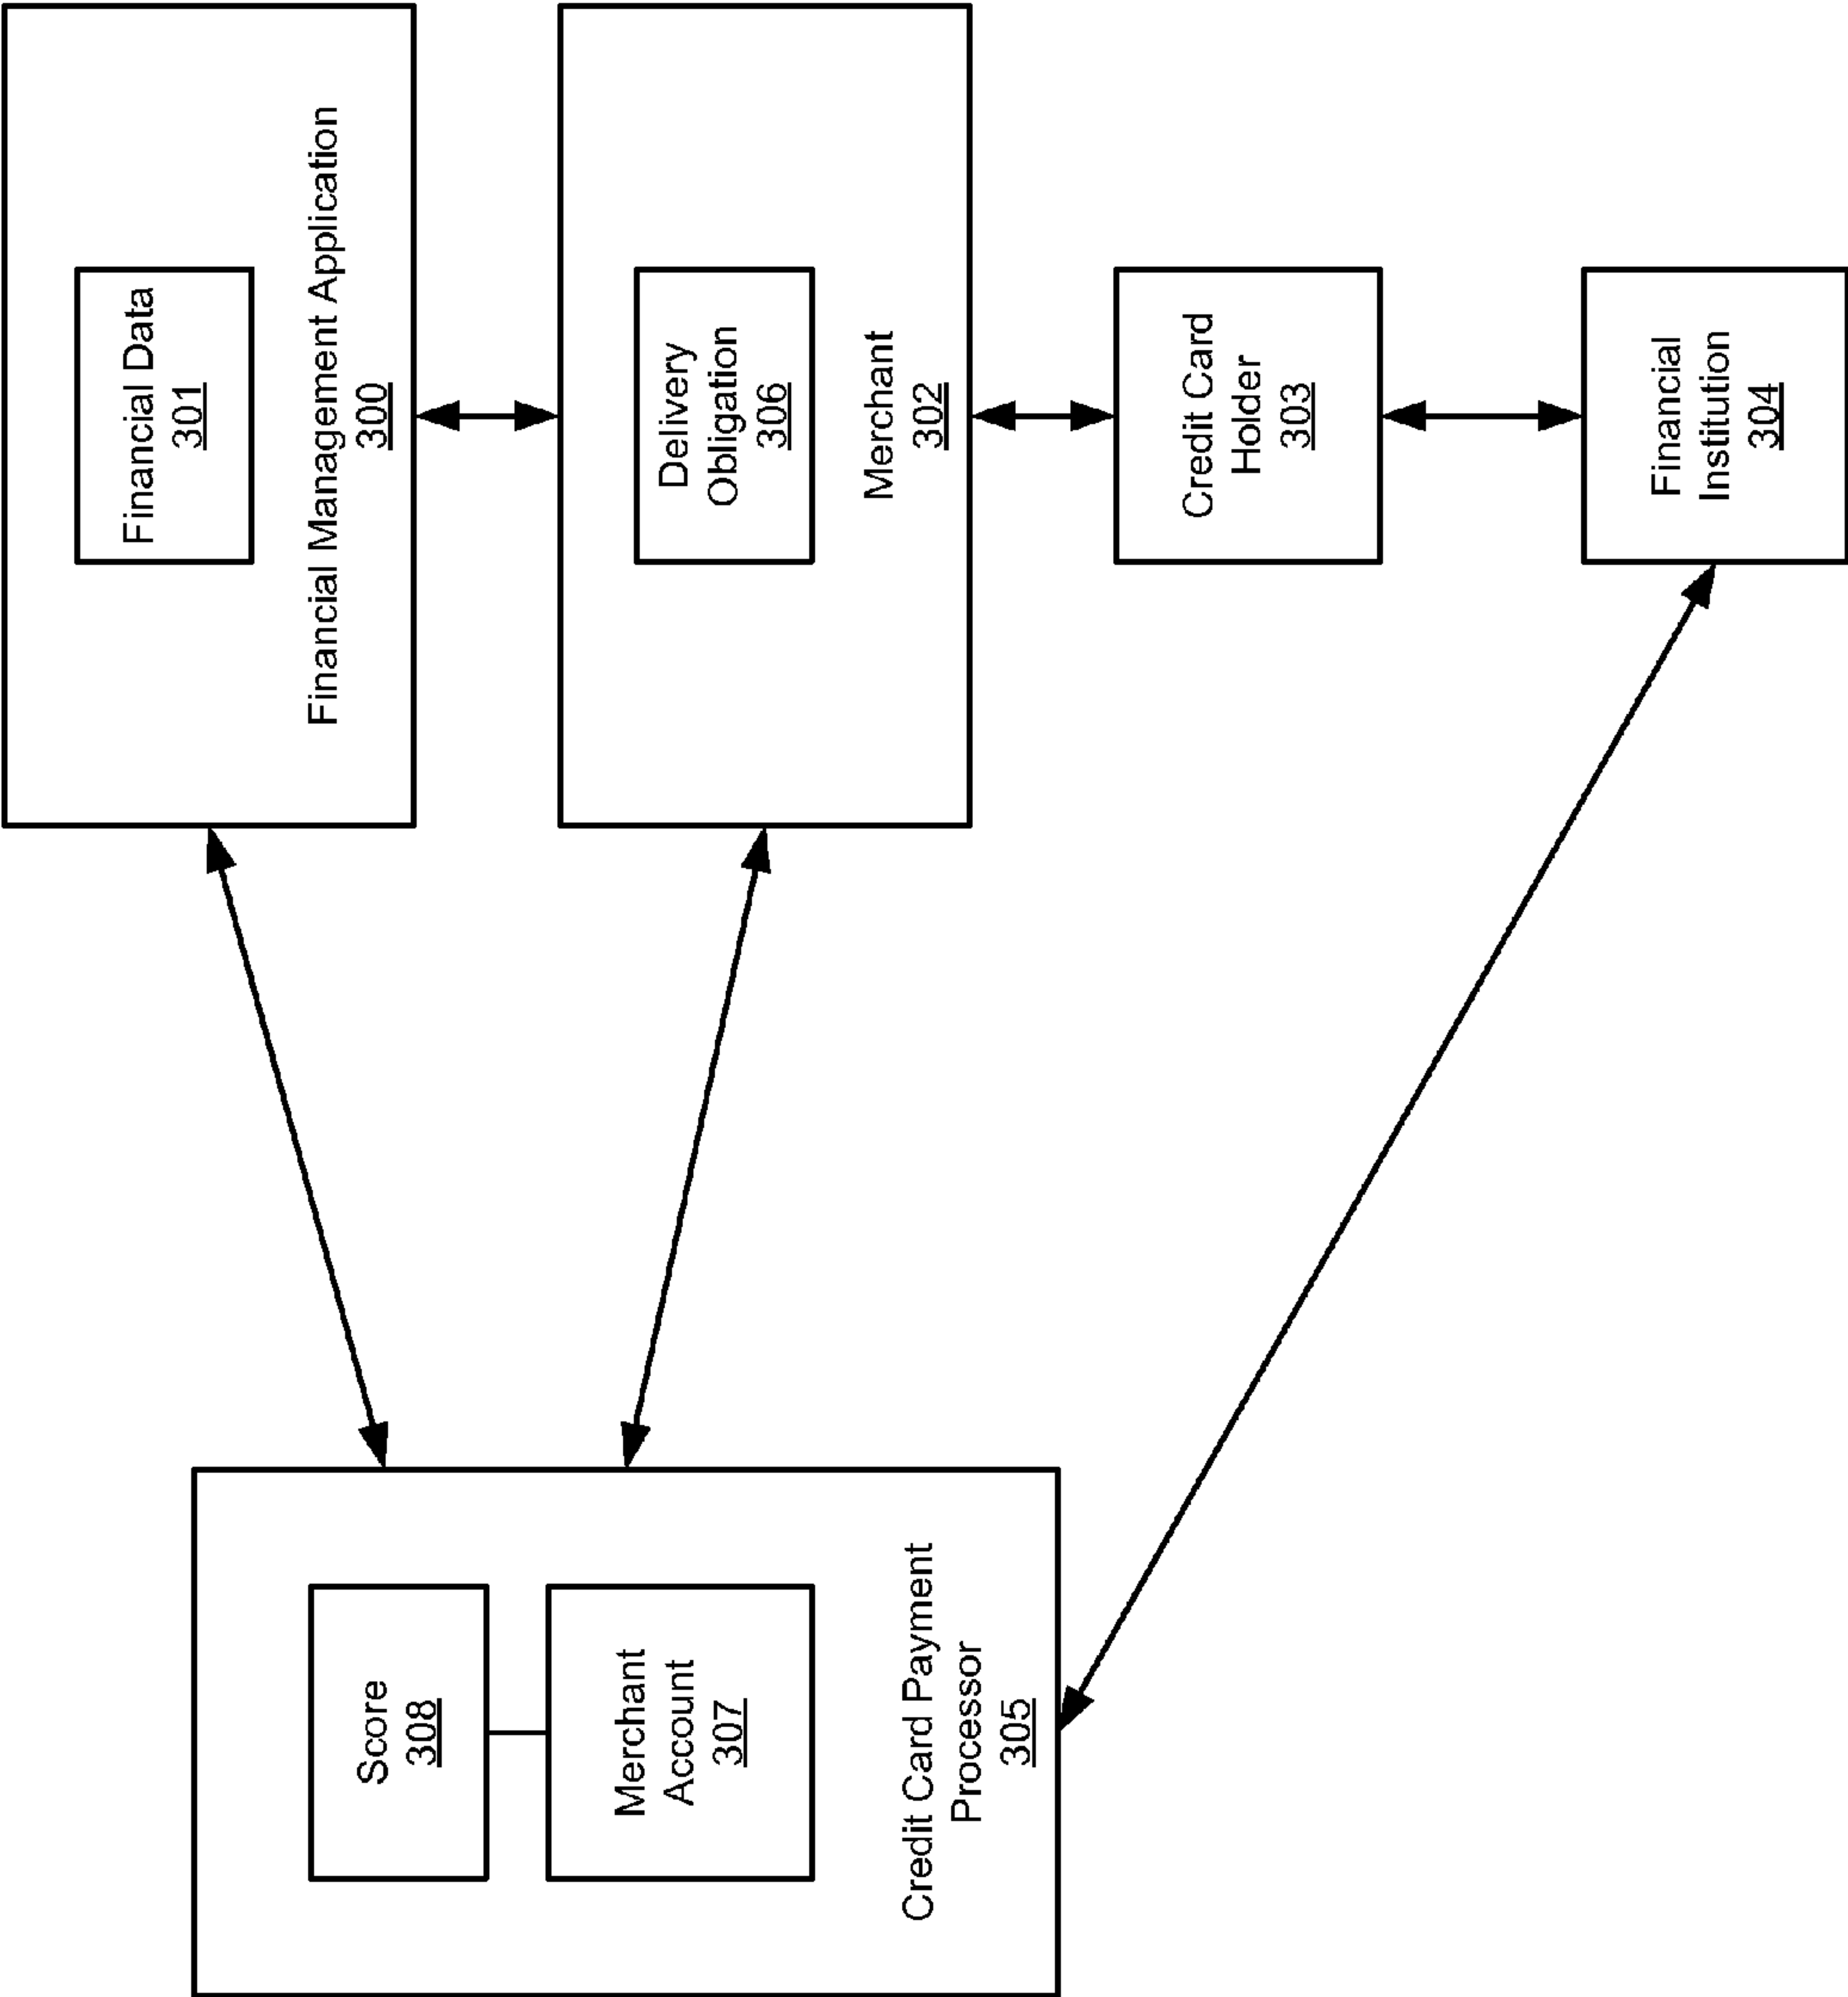 Financial Data
301
Financial Management Application
300
Delivery
Obligation
306
Merchant
302
Credit Card
Holder
303
Financial
Institution
304
Score
308
Merchant
Account
307
Credit Card Payment
Processor
305